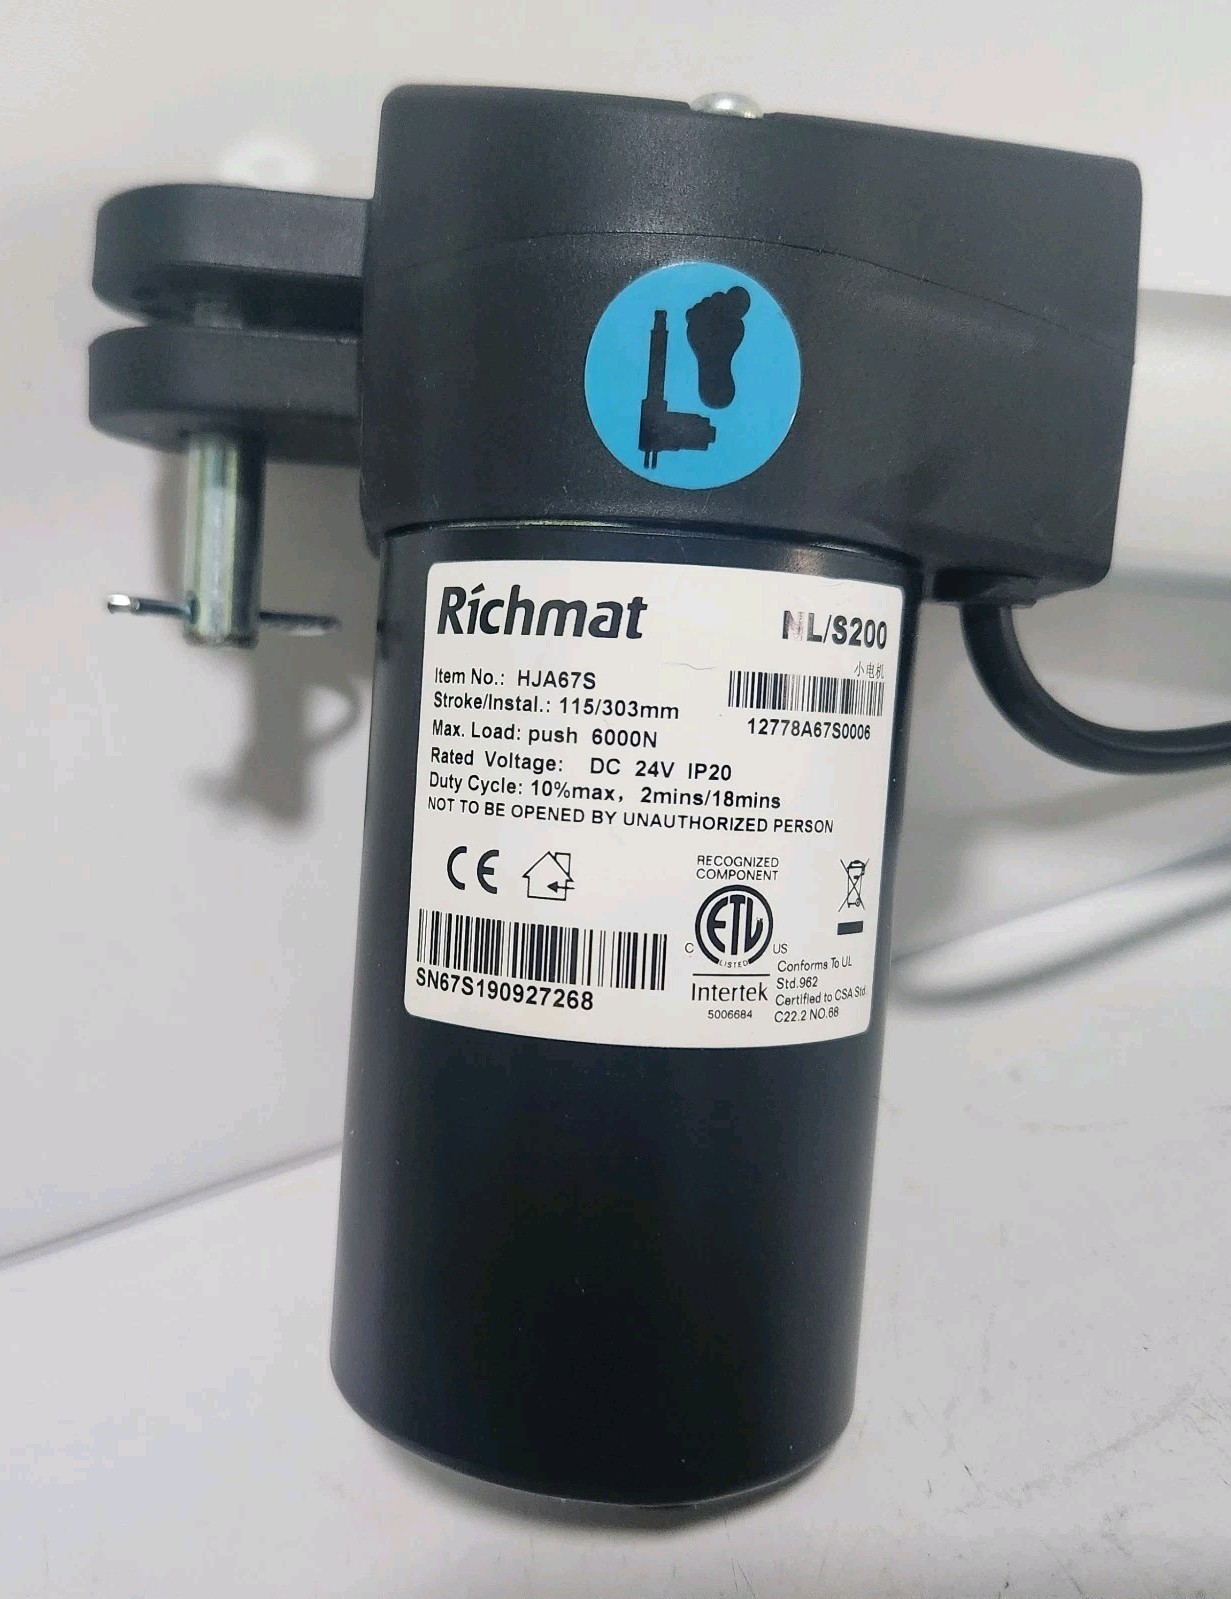 Richmat
NL/S200
小电机
Item No.: HJA67S
Stroke/Instal.: 115/303mm
12778A67S0006
Max. Load: push 6000N
Rated Voltage: DC 24V IP20
Duty Cycle: 10%max, 2mins/18mins
NOT TO BE OPENED BY UNAUTHORIZED PERSON
CE
RECOGNIZED
COMPONENT
ETL
C US
LISTED
Intertek
5006684
Conforms To UL
Std.962
Certified to CSA Std.
C22.2 NO.68
SN67S190927268